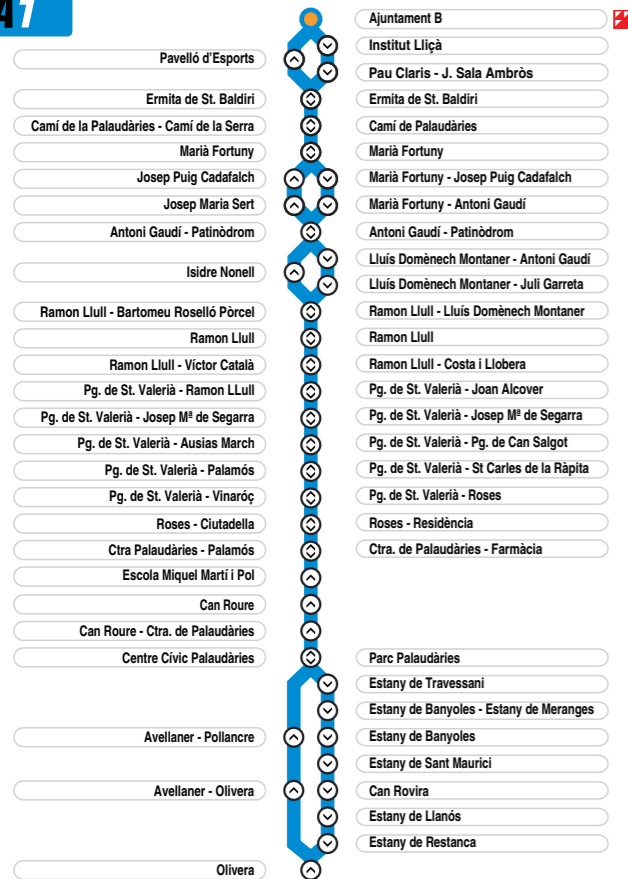 A7
Ajuntament B
Institut Lliçà
Pavelló d'Esports
Pau Claris - J. Sala Ambròs
Ermita de St. Baldiri Ermita de St. Baldiri
Camí de la Palaudàries - Camí de la Serra Camí de Palaudàries
Marià Fortuny Marià Fortuny
Josep Puig Cadafalch Marià Fortuny - Josep Puig Cadafalch
Josep Maria Sert Marià Fortuny - Antoni Gaudí
Antoni Gaudí - Patinòdrom Antoni Gaudí - Patinòdrom
Lluís Domènech Montaner - Antoni Gaudí
Isidre Nonell
Lluís Domènech Montaner - Juli Garreta
Ramon Llull - Bartomeu Roselló Pòrcel Ramon Llull - Lluís Domènech Montaner
Ramon Llull Ramon Llull
Ramon Llull - Víctor Català Ramon Llull - Costa i Llobera
Pg. de St. Valerià - Ramon LLull Pg. de St. Valerià - Joan Alcover
Pg. de St. Valerià - Josep Mª de Segarra Pg. de St. Valerià - Josep Mª de Segarra
Pg. de St. Valerià - Ausias March Pg. de St. Valerià - Pg. de Can Salgot
Pg. de St. Valerià - Palamós Pg. de St. Valerià - St Carles de la Ràpita
Pg. de St. Valerià - Vinaróç Pg. de St. Valerià - Roses
Roses - Ciutadella Roses - Residència
Ctra Palaudàries - Palamós Ctra. de Palaudàries - Farmàcia
Escola Miquel Martí i Pol
Can Roure
Can Roure - Ctra. de Palaudàries
Centre Cívic Palaudàries Parc Palaudàries
Estany de Travessani
Estany de Banyoles - Estany de Meranges
Avellaner - Pollancre Estany de Banyoles
Estany de Sant Maurici
Avellaner - Olivera Can Rovira
Estany de Llanós
Estany de Restanca
Olivera